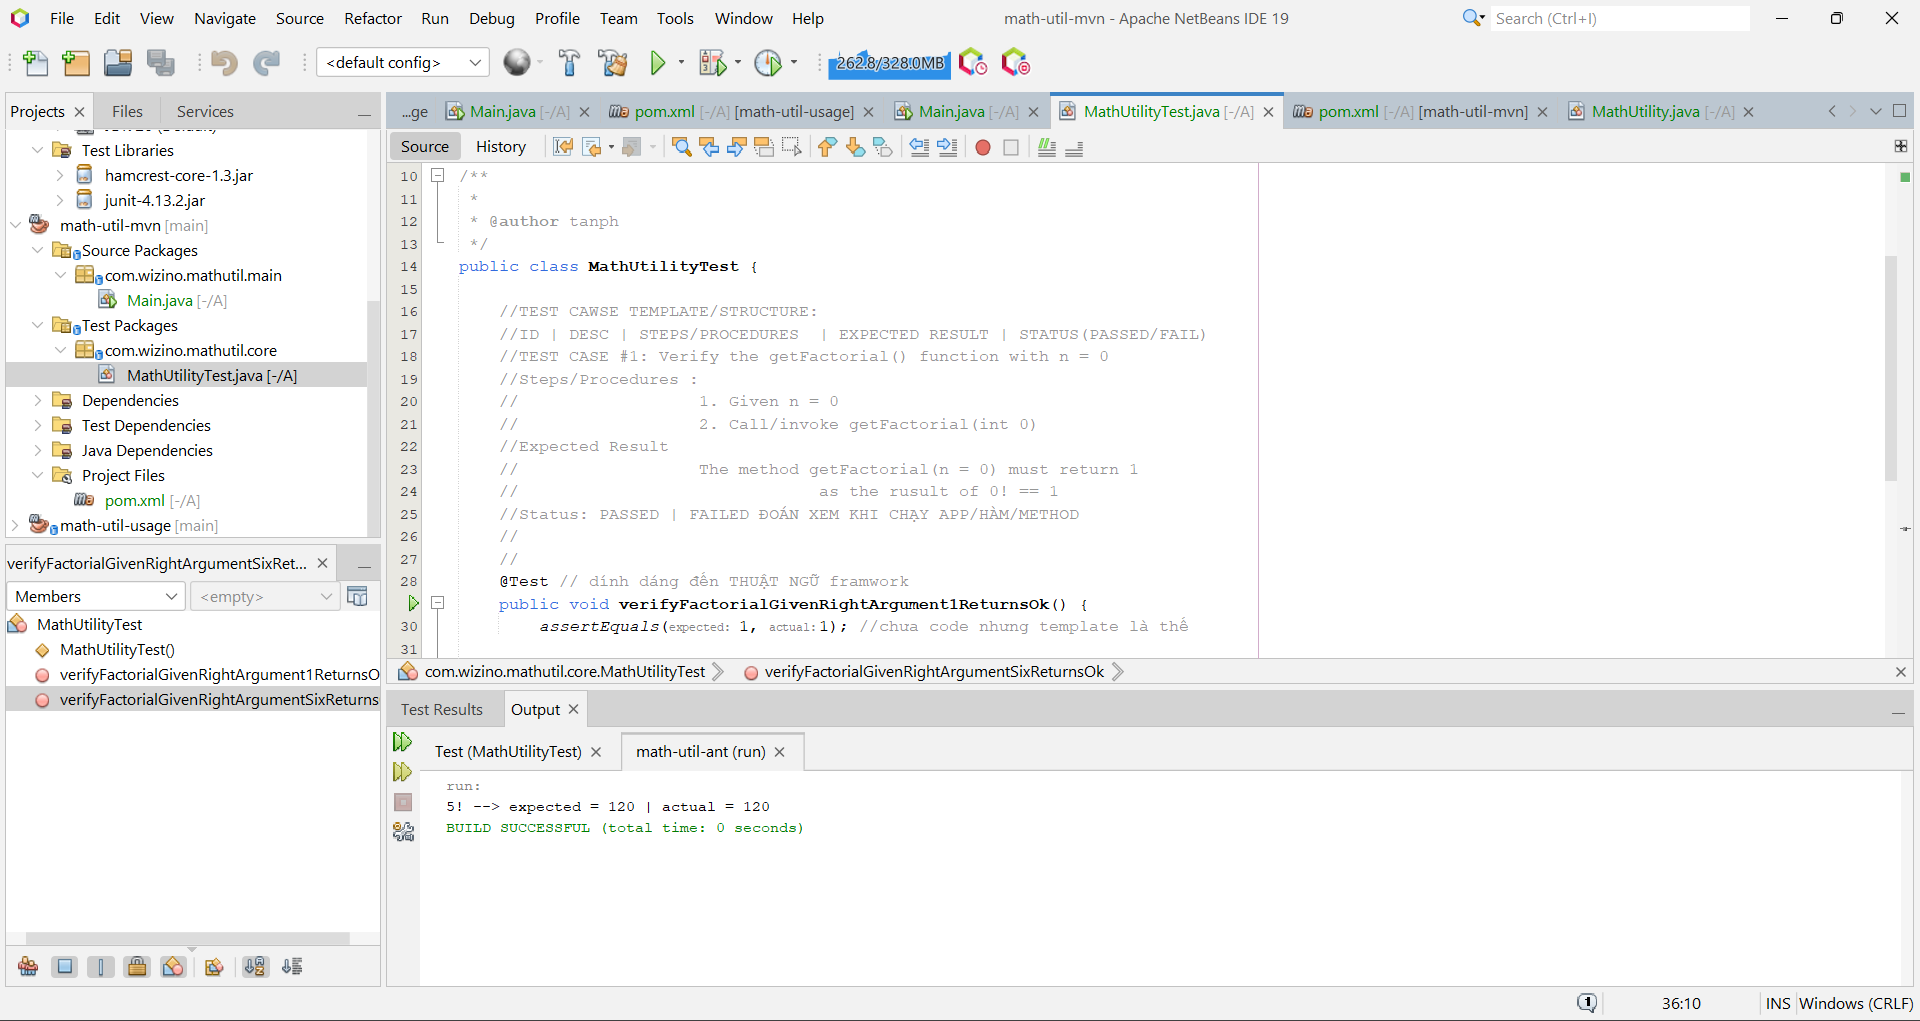 File Edit View Navigate Source Refactor Run Debug Profile Team Tools Window Help
math-util-mvn - Apache NetBeans IDE 19
Search (Ctrl+I)
<default config>
262.8/328.0MB
Projects Files Services
Test Libraries
hamcrest-core-1.3.jar
junit-4.13.2.jar
math-util-mvn [main]
Source Packages
com.wizino.mathutil.main
Main.java [-/A]
Test Packages
com.wizino.mathutil.core
MathUtilityTest.java [-/A]
Dependencies
Test Dependencies
Java Dependencies
Project Files
pom.xml [-/A]
math-util-usage [main]
verifyFactorialGivenRightArgumentSixRet...
Members <empty>
MathUtilityTest
MathUtilityTest()
verifyFactorialGivenRightArgument1ReturnsO
verifyFactorialGivenRightArgumentSixReturns
...ge Main.java [-/A] pom.xml [-/A] [math-util-usage] Main.java [-/A] MathUtilityTest.java [-/A] pom.xml [-/A] [math-util-mvn] MathUtility.java [-/A]
Source History
10 /**
11 *
12 * @author tanph
13 */
14 public class MathUtilityTest {
15
16 //TEST CAWSE TEMPLATE/STRUCTURE:
17 //ID | DESC | STEPS/PROCEDURES | EXPECTED RESULT | STATUS(PASSED/FAIL)
18 //TEST CASE #1: Verify the getFactorial() function with n = 0
19 //Steps/Procedures :
20 // 1. Given n = 0
21 // 2. Call/invoke getFactorial(int 0)
22 //Expected Result
23 // The method getFactorial(n = 0) must return 1
24 // as the rusult of 0! == 1
25 //Status: PASSED | FAILED ĐOÁN XEM KHI CHẠY APP/HÀM/METHOD
26 //
27 //
28 @Test // dính dáng đến THUẬT NGỮ framwork
public void verifyFactorialGivenRightArgument1ReturnsOk() {
30 assertEquals(expected: 1, actual: 1); //chưa code nhưng template là thế
31
com.wizino.mathutil.core.MathUtilityTest verifyFactorialGivenRightArgumentSixReturnsOk
Test Results Output
Test (MathUtilityTest) math-util-ant (run)
run:
5! --> expected = 120 | actual = 120
BUILD SUCCESSFUL (total time: 0 seconds)
1 36:10 INS Windows (CRLF)